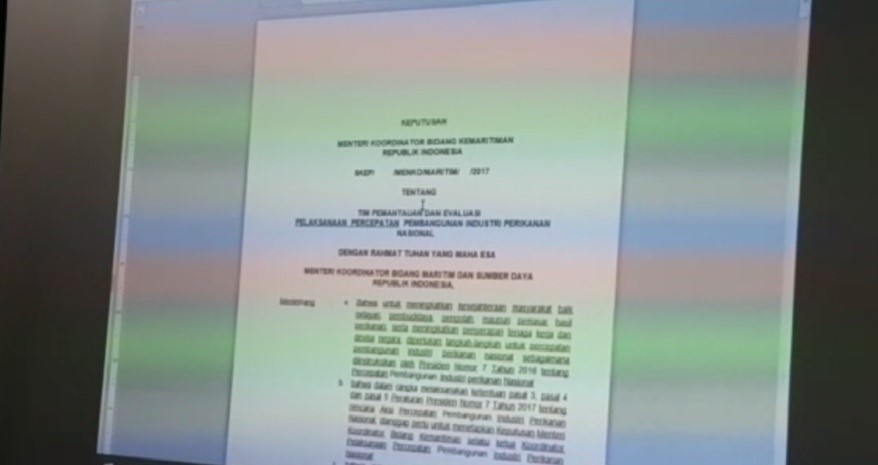 KEPUTUSAN
MENTERI KOORDINATOR BIDANG KEMARITIMAN
REPUBLIK INDONESIA
SKEP/ /MENKO/MARITIM/ /2017
TENTANG
TIM PEMANTAUAN DAN EVALUASI
PELAKSANAAN PERCEPATAN PEMBANGUNAN INDUSTRI PERIKANAN
NASIONAL
DENGAN RAHMAT TUHAN YANG MAHA ESA
MENTERI KOORDINATOR BIDANG MARITIM DAN SUMBER DAYA
REPUBLIK INDONESIA,
Menimbang : a. Bahwa untuk meningkatkan kesejahteraan masyarakat baik
nelayan, pembudidaya, pengolah maupun pemasar hasil
perikanan, serta meningkatkan penyerapan tenaga kerja dan
devisa negara, diperlukan langkah-langkah untuk percepatan
pembangunan industri perikanan nasional sebagaimana
diinstruksikan oleh Presiden Nomor 7 Tahun 2016 tentang
Percepatan Pembangunan Industri perikanan Nasional
b. bahwa dalam rangka melaksanakan ketentuan pasal 3, pasal 4
dan pasal 5 Peraturan Presiden Nomor 7 Tahun 2017 tentang
rencana Aksi Percepatan Pembangunan Industri Perikanan
Nasional dianggap perlu untuk menetapkan Keputusan Menteri
Koordinator Bidang Kemaritiman selaku ketua Koordinator
Pelaksanaan Percepatan Pembangunan Industri Perikanan
Nasional